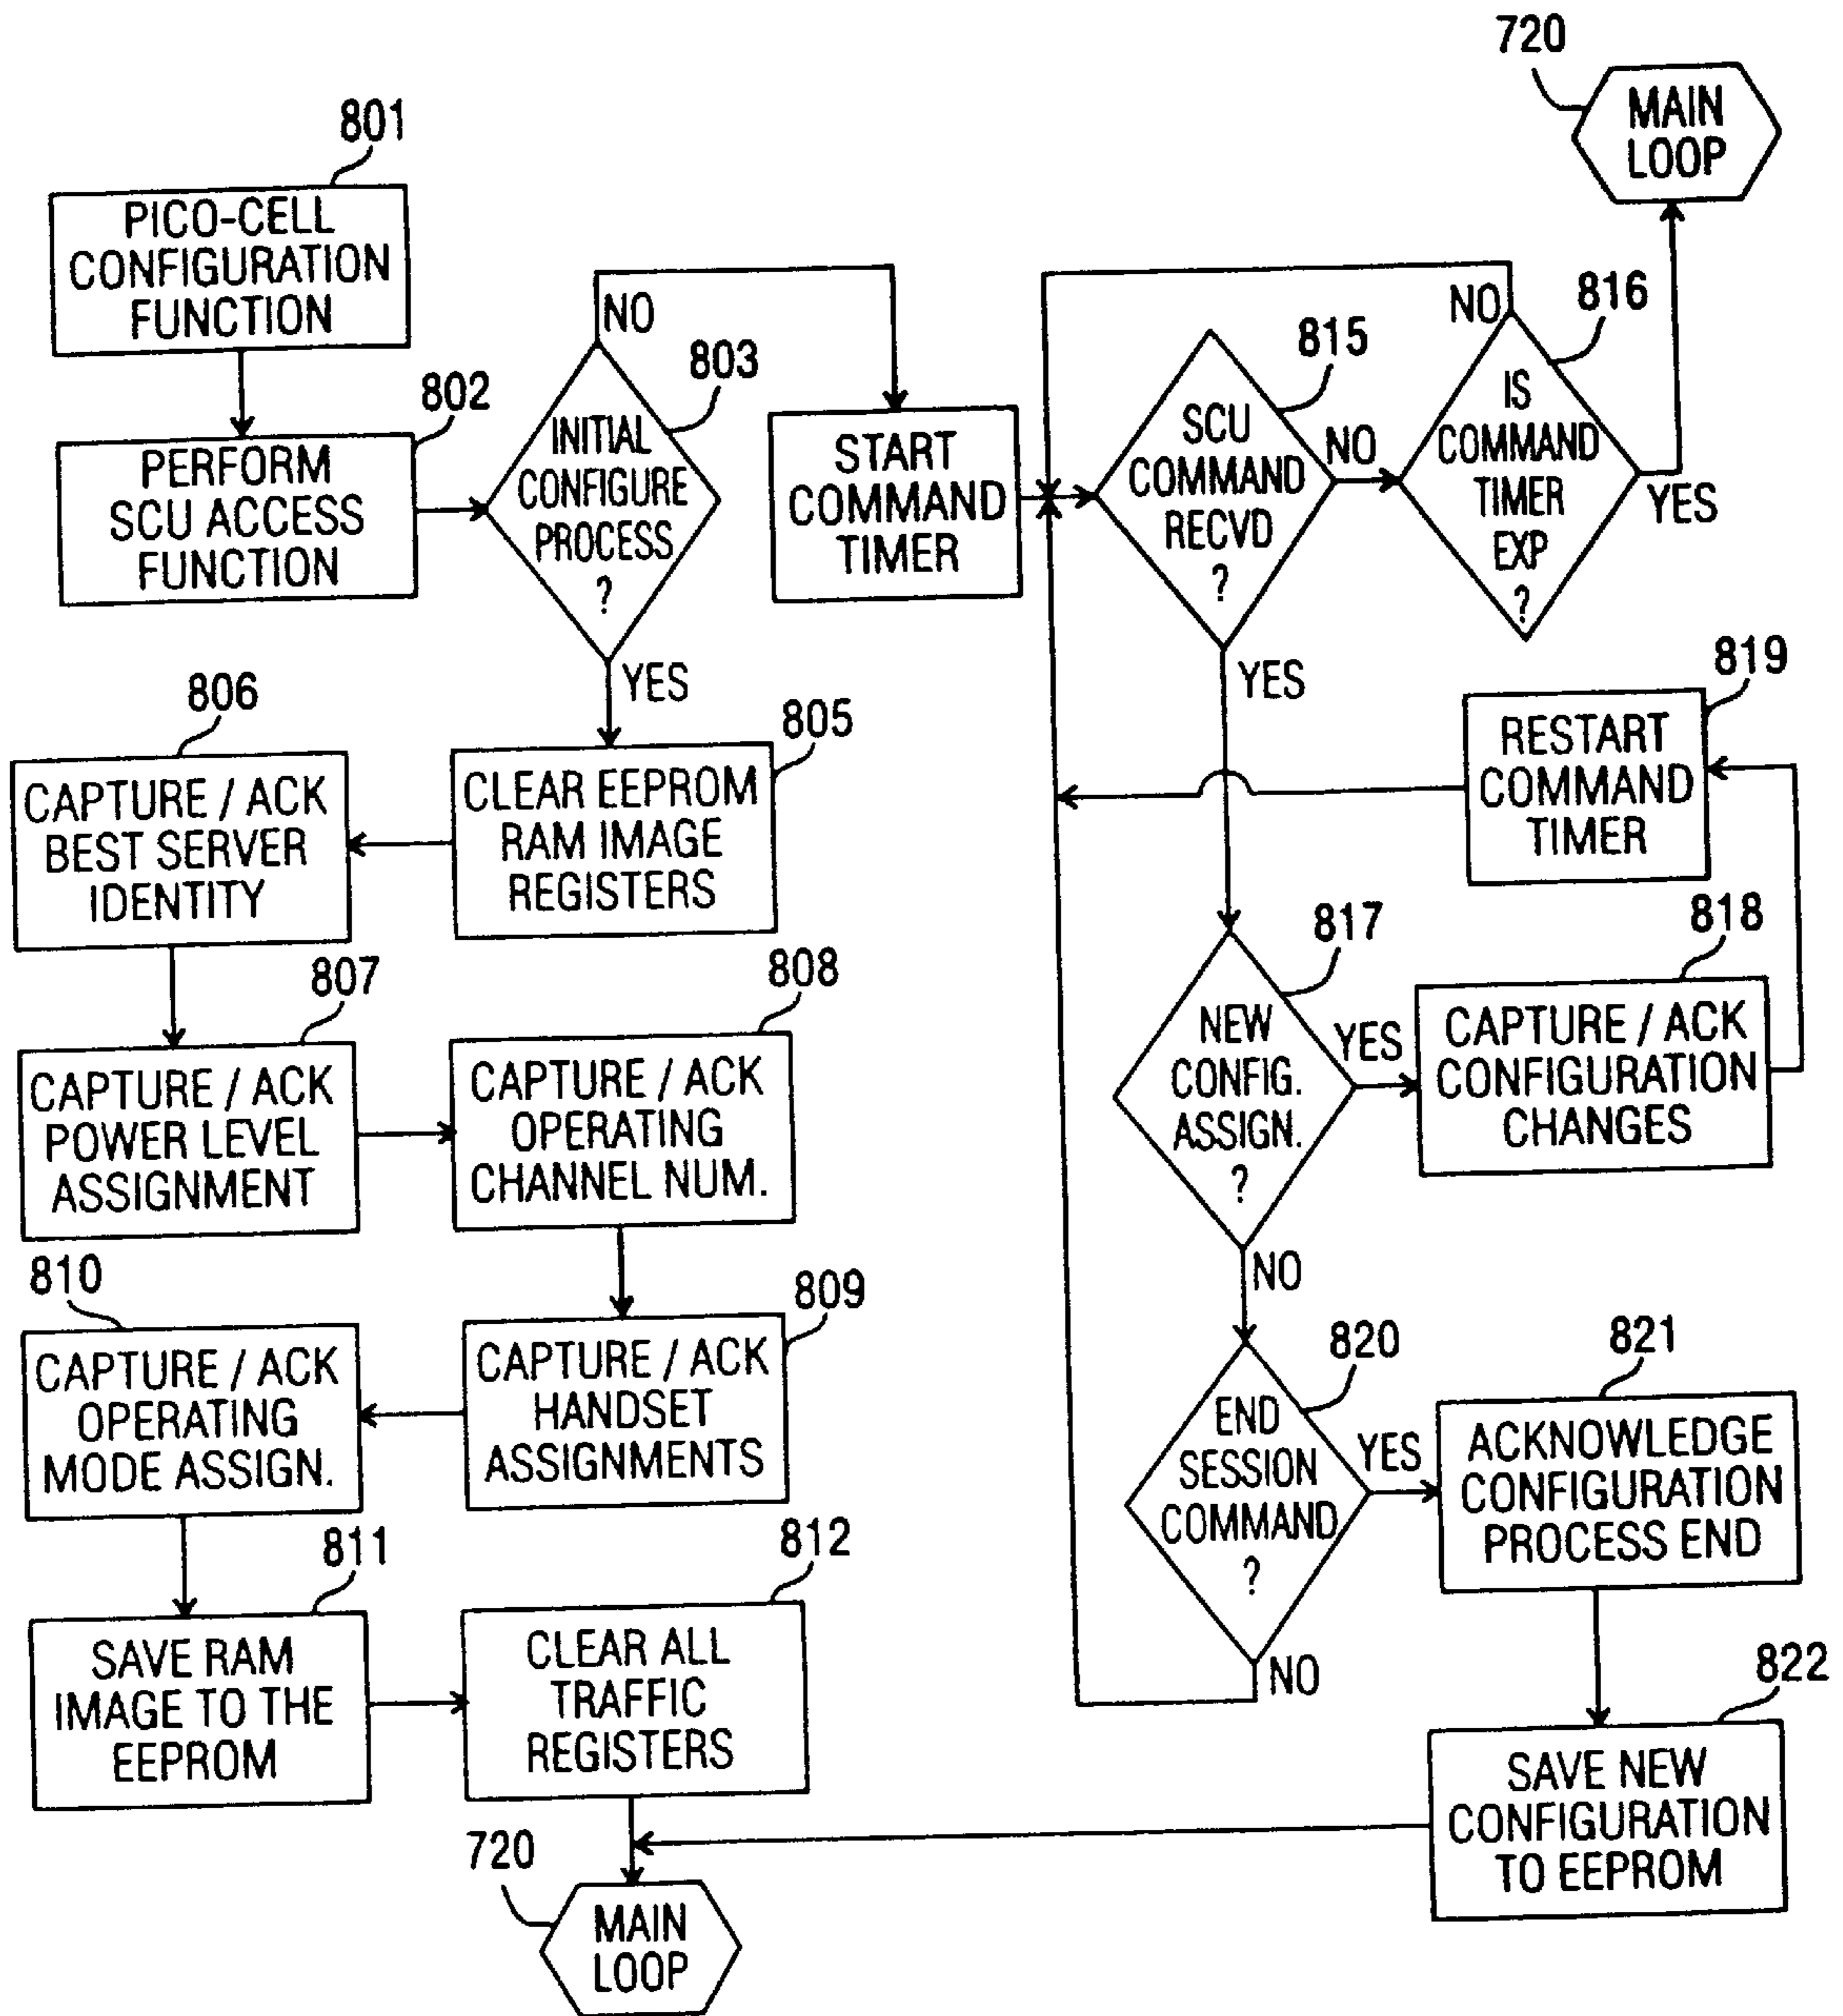 720
MAIN
LOOP
801
PICO-CELL
CONFIGURATION
FUNCTION
802
PERFORM
SCU ACCESS
FUNCTION
803
INITIAL
CONFIGURE
PROCESS
?
NO
YES
START
COMMAND
TIMER
815
SCU
COMMAND
RECVD
?
NO
YES
816
IS
COMMAND
TIMER
EXP
?
NO
YES
805
CLEAR EEPROM
RAM IMAGE
REGISTERS
806
CAPTURE / ACK
BEST SERVER
IDENTITY
807
CAPTURE / ACK
POWER LEVEL
ASSIGNMENT
808
CAPTURE / ACK
OPERATING
CHANNEL NUM.
809
CAPTURE / ACK
HANDSET
ASSIGNMENTS
810
CAPTURE / ACK
OPERATING
MODE ASSIGN.
811
SAVE RAM
IMAGE TO THE
EEPROM
812
CLEAR ALL
TRAFFIC
REGISTERS
720
MAIN
LOOP
817
NEW
CONFIG.
ASSIGN.
?
YES
NO
818
CAPTURE / ACK
CONFIGURATION
CHANGES
819
RESTART
COMMAND
TIMER
820
END
SESSION
COMMAND
?
YES
NO
821
ACKNOWLEDGE
CONFIGURATION
PROCESS END
822
SAVE NEW
CONFIGURATION
TO EEPROM